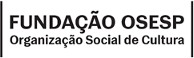 FUNDAÇÃO OSESP
Organização Social de Cultura